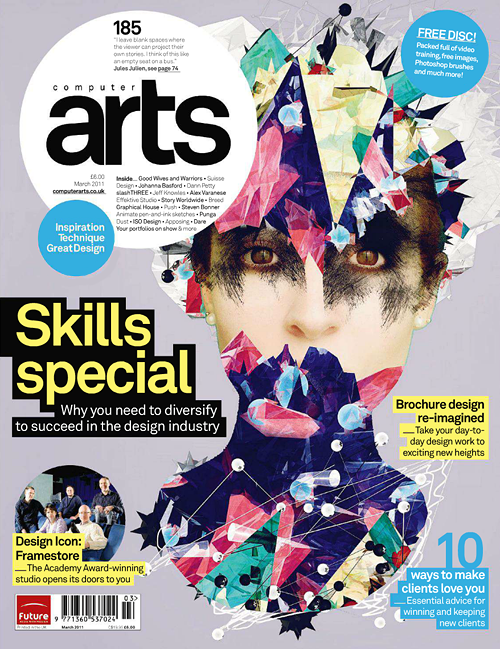 185
"I leave blank spaces where
the viewer can project their
own stories. I think of this like
an empty seat on a bus."
Jules Julien, see page 74
computer
arts
£6.00
March 2011
computerarts.co.uk
Inside... Good Wives and Warriors • Suisse
Design • Johanna Basford • Dann Petty
slashTHREE • Jeff Knowles • Alex Varanese
Effektive Studio • Story Worldwide • Breed
Graphical House • Push • Steven Bonner
Animate pen-and-ink sketches • Punga
Dust • ISO Design • Apposing • Dare
Your portfolios on show & more
FREE DISC!
Packed full of video
training, free images,
Photoshop brushes
and much more!
Inspiration
Technique
Great Design
Skills
special
Why you need to diversify
to succeed in the design industry
Brochure design
re-imagined
Take your day-to-
day design work to
exciting new heights
Design Icon:
Framestore
The Academy Award-winning
studio opens its doors to you
10
ways to make
clients love you
Essential advice for
winning and keeping
new clients
Future
03
9 771360 537024
March 2011
£6.00